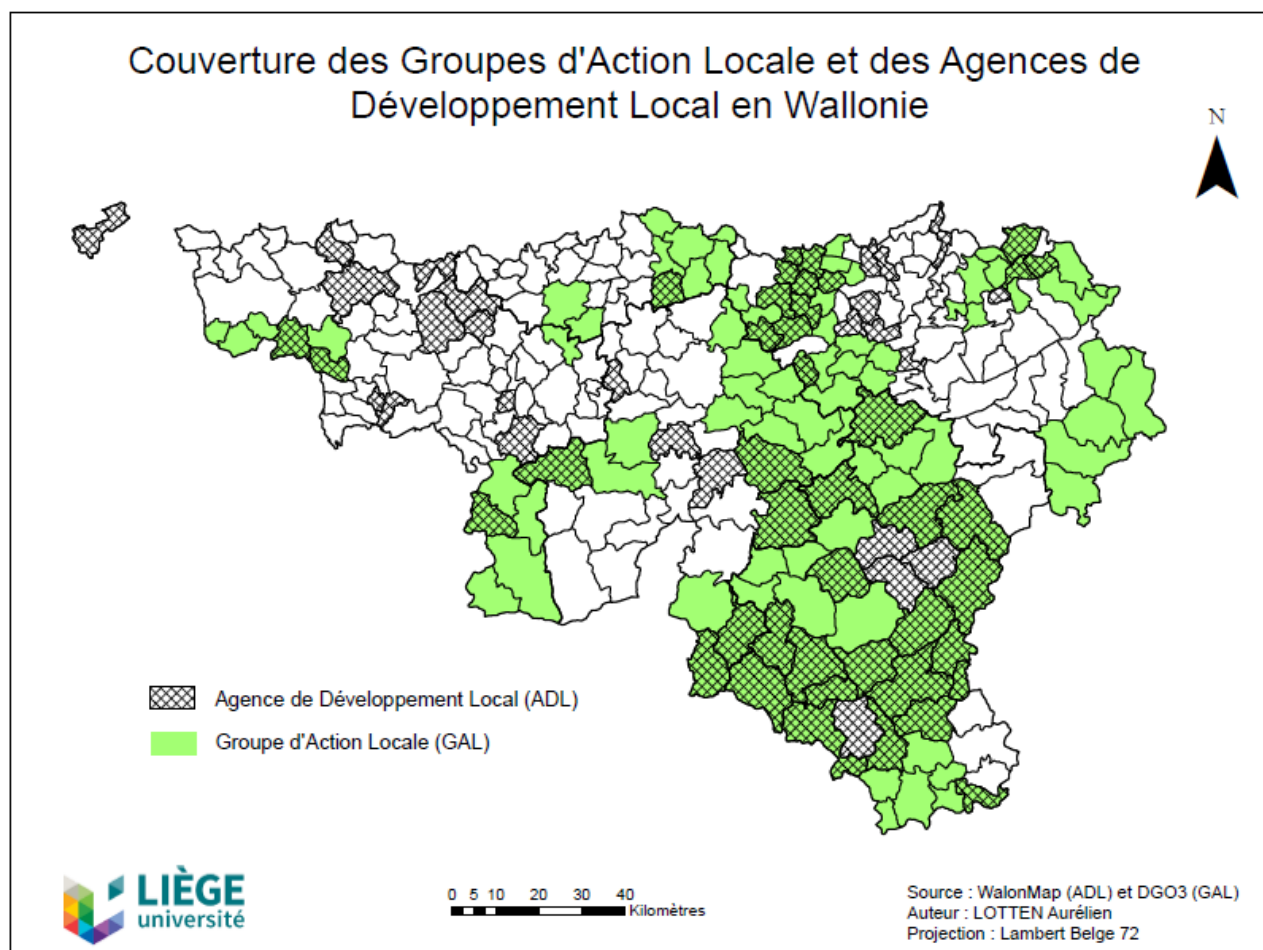 Couverture des Groupes d'Action Locale et des Agences de
Développement Local en Wallonie
N
Agence de Développement Local (ADL)
Groupe d'Action Locale (GAL)
LIÈGE
université
0 5 10 20 30 40
Kilomètres
Source : WalonMap (ADL) et DGO3 (GAL)
Auteur : LOTTEN Aurélien
Projection : Lambert Belge 72